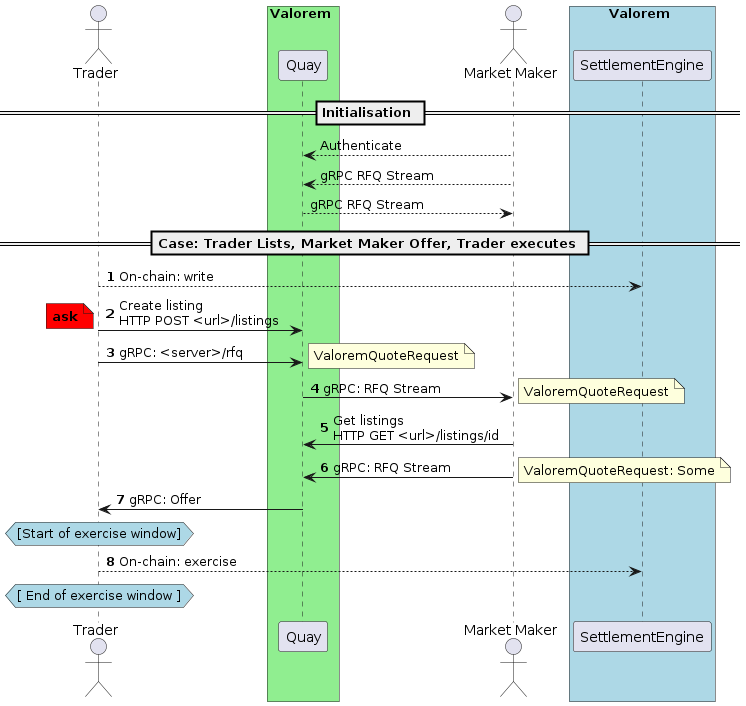 Valorem
Valorem
Trader
Quay
Market Maker
SettlementEngine
Initialisation
Authenticate
gRPC RFQ Stream
gRPC RFQ Stream
Case: Trader Lists, Market Maker Offer, Trader executes
1 On-chain: write
ask
2 Create listing
HTTP POST <url>/listings
3 gRPC: <server>/rfq
ValoremQuoteRequest
4 gRPC: RFQ Stream
ValoremQuoteRequest
5 Get listings
HTTP GET <url>/listings/id
6 gRPC: RFQ Stream
ValoremQuoteRequest: Some
7 gRPC: Offer
[Start of exercise window]
8 On-chain: exercise
[ End of exercise window ]
Trader
Quay
Market Maker
SettlementEngine